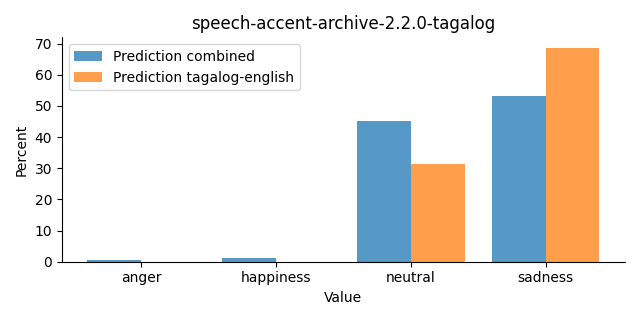 speech-accent-archive-2.2.0-tagalog
Prediction combined
Prediction tagalog-english
Percent
70
60
50
40
30
20
10
0
anger happiness neutral sadness
Value